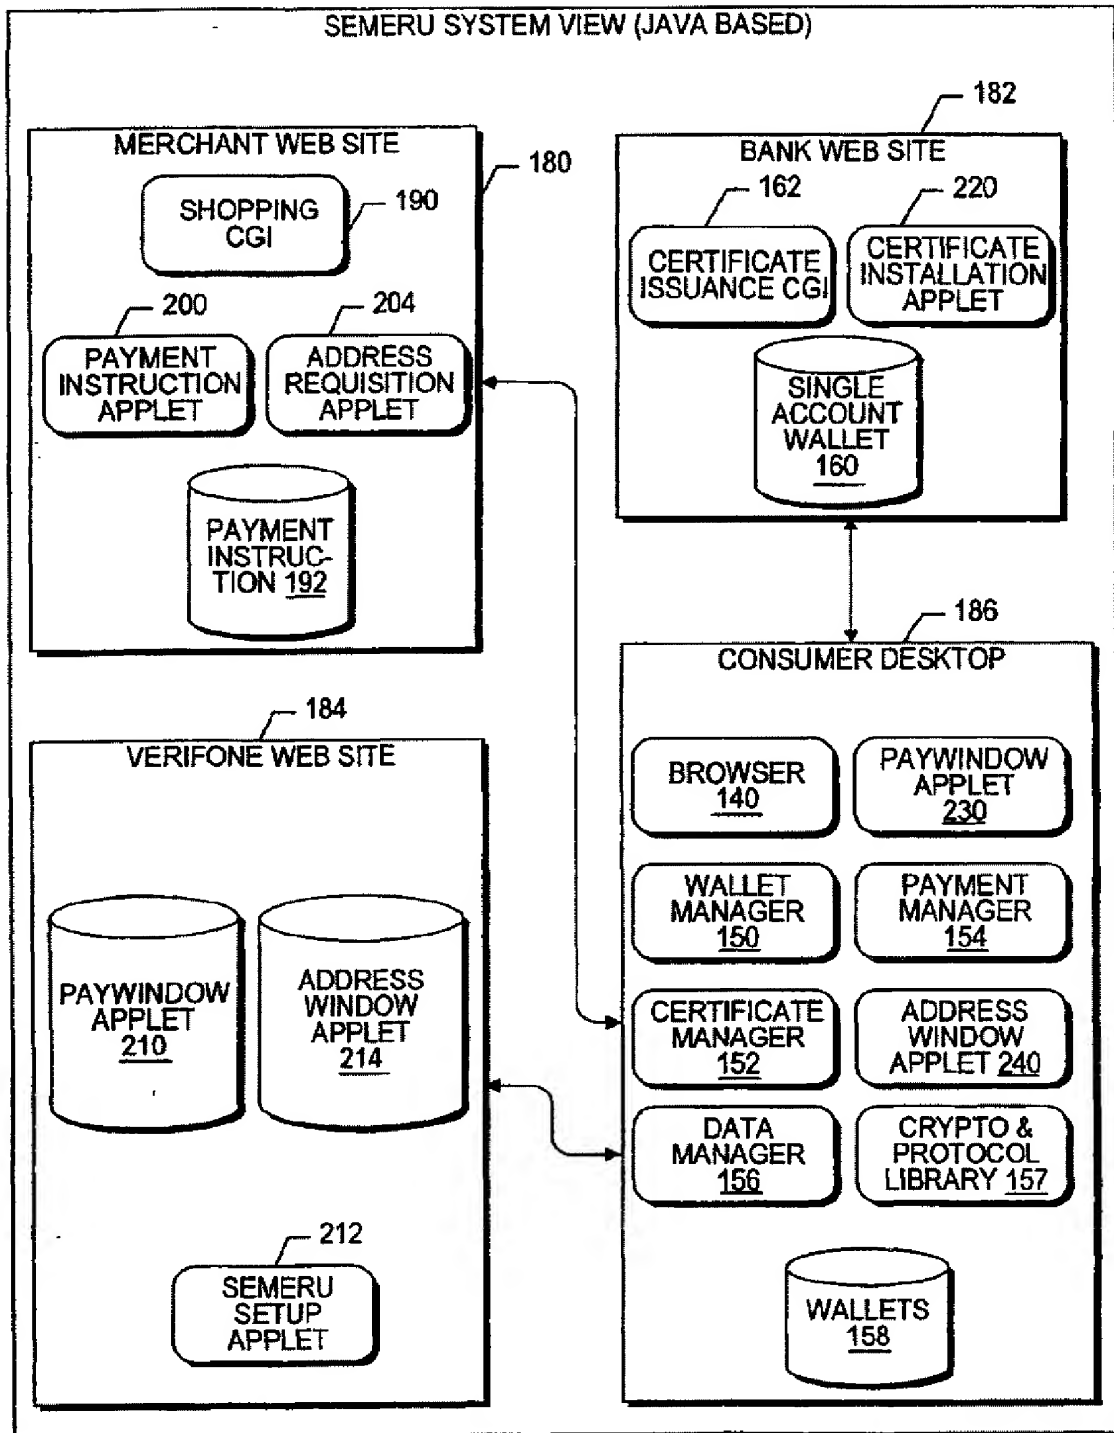 SEMERU SYSTEM VIEW (JAVA BASED)
MERCHANT WEB SITE
180
SHOPPING
CGI
190
200
PAYMENT
INSTRUCTION
APPLET
204
ADDRESS
REQUISITION
APPLET
PAYMENT
INSTRUC-
TION 192
182
BANK WEB SITE
162
CERTIFICATE
ISSUANCE CGI
220
CERTIFICATE
INSTALLATION
APPLET
SINGLE
ACCOUNT
WALLET
160
184
VERIFONE WEB SITE
PAYWINDOW
APPLET
210
ADDRESS
WINDOW
APPLET
214
212
SEMERU
SETUP
APPLET
186
CONSUMER DESKTOP
BROWSER
140
PAYWINDOW
APPLET
230
WALLET
MANAGER
150
PAYMENT
MANAGER
154
CERTIFICATE
MANAGER
152
ADDRESS
WINDOW
APPLET 240
DATA
MANAGER
156
CRYPTO &
PROTOCOL
LIBRARY 157
WALLETS
158